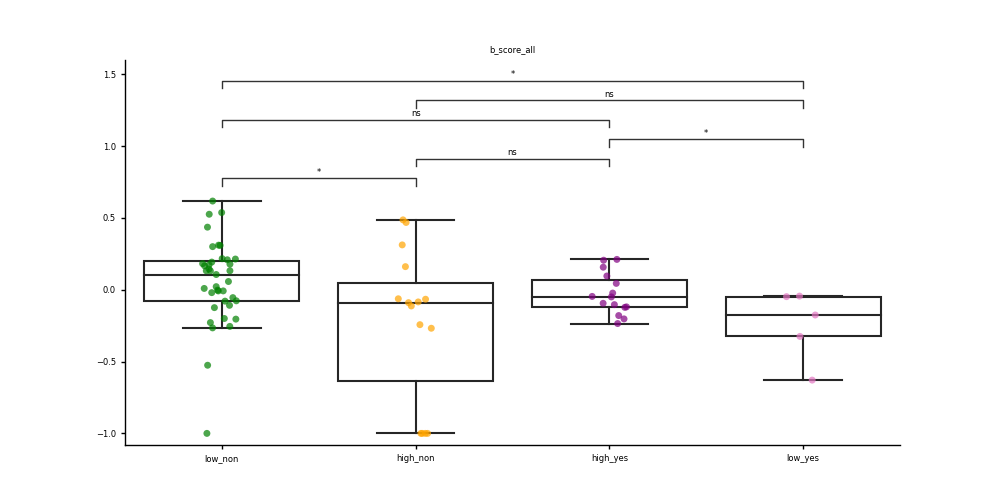 b_score_all
1.5
1.0
0.5
0.0
−0.5
−1.0
*
ns
ns
*
ns
*
low_non
high_non
high_yes
low_yes